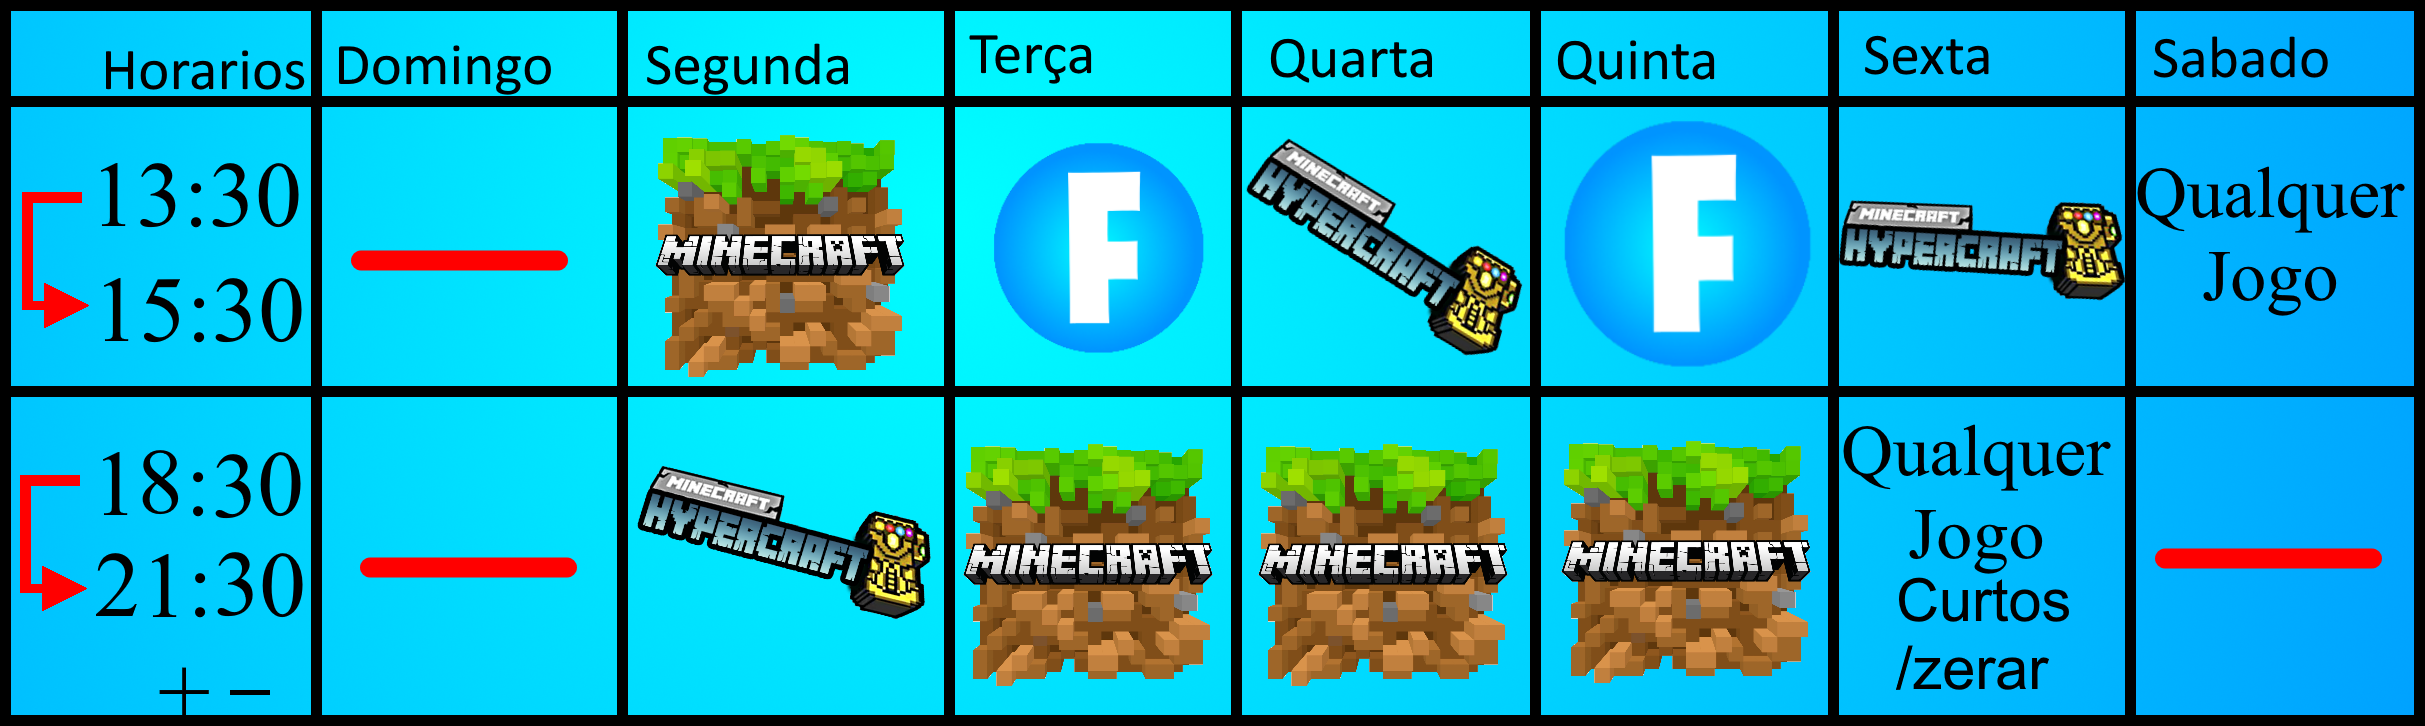 Horarios Domingo Segunda Terça Quarta Quinta Sexta Sabado
13:30
15:30
MINECRAFT
F
MINECRAFT
HYPERCRAFT
F
MINECRAFT
HYPERCRAFT
Qualquer
Jogo
18:30
21:30
+ -
MINECRAFT
HYPERCRAFT
MINECRAFT
MINECRAFT
MINECRAFT
Qualquer
Jogo
Curtos
/zerar